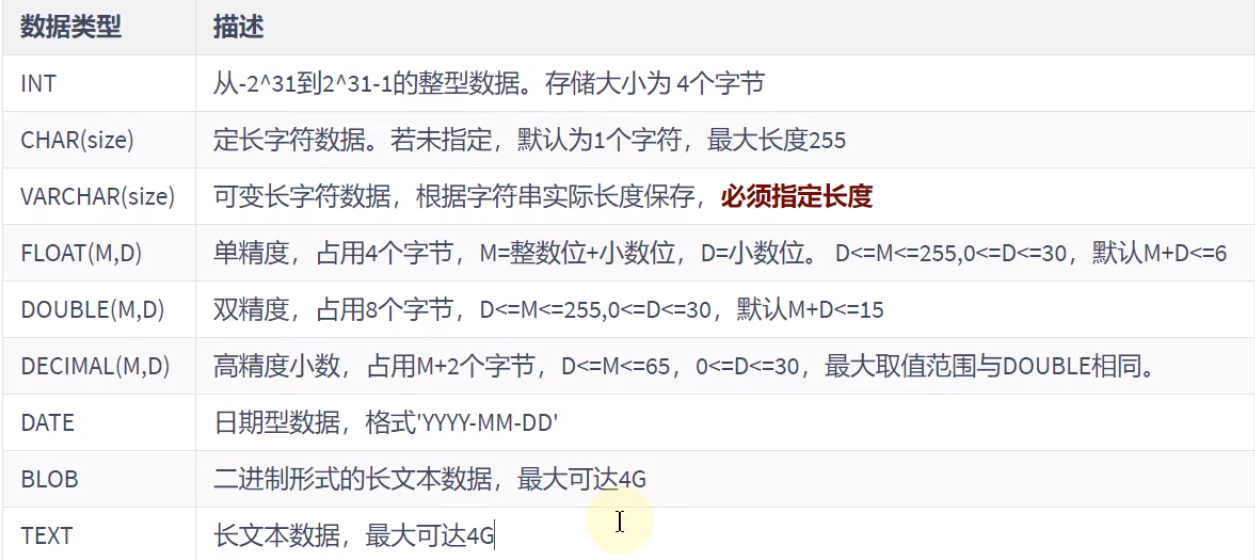 数据类型 描述
INT 从-2^31到2^31-1的整型数据。存储大小为 4个字节
CHAR(size) 定长字符数据。若未指定，默认为1个字符，最大长度255
VARCHAR(size) 可变长字符数据，根据字符串实际长度保存，必须指定长度
FLOAT(M,D) 单精度，占用4个字节，M=整数位+小数位，D=小数位。 D<=M<=255,0<=D<=30，默认M+D<=6
DOUBLE(M,D) 双精度，占用8个字节，D<=M<=255,0<=D<=30，默认M+D<=15
DECIMAL(M,D) 高精度小数，占用M+2个字节，D<=M<=65，0<=D<=30，最大取值范围与DOUBLE相同。
DATE 日期型数据，格式'YYYY-MM-DD'
BLOB 二进制形式的长文本数据，最大可达4G
TEXT 长文本数据，最大可达4G